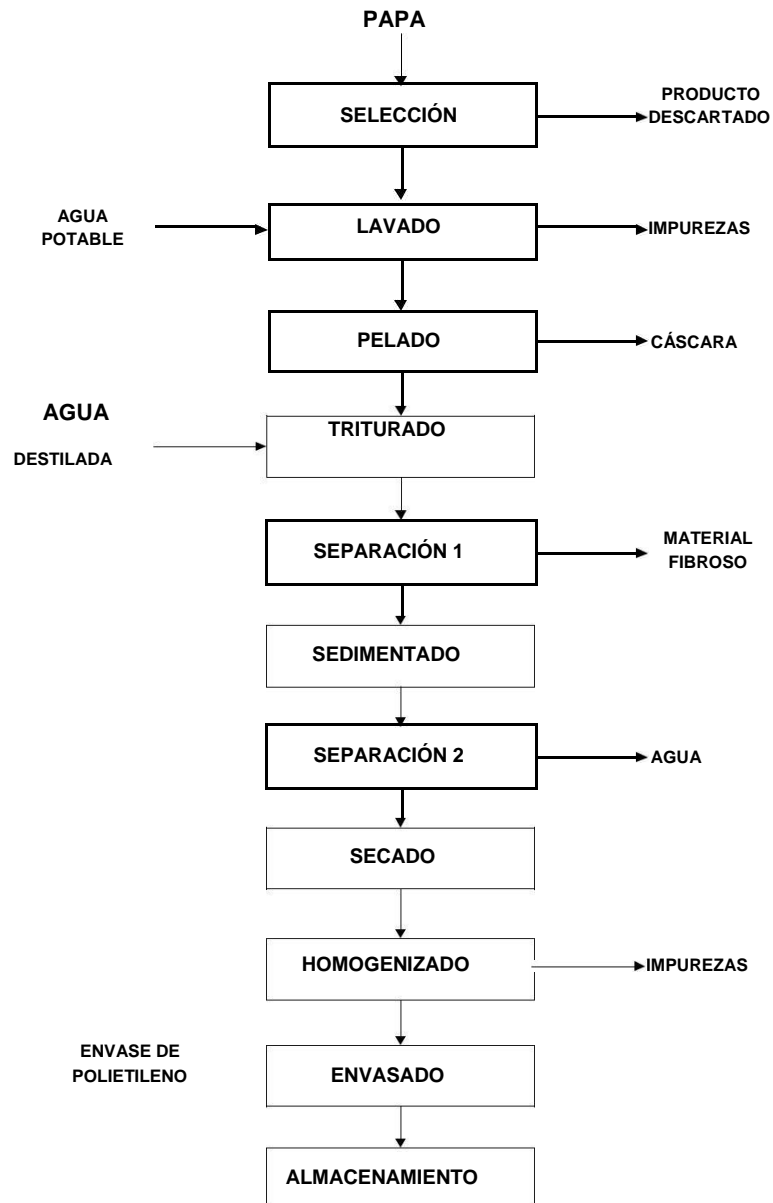 PAPA
SELECCIÓN
PRODUCTO
DESCARTADO
AGUA
POTABLE
LAVADO
IMPUREZAS
PELADO
CÁSCARA
AGUA
DESTILADA
TRITURADO
SEPARACIÓN 1
MATERIAL
FIBROSO
SEDIMENTADO
SEPARACIÓN 2
AGUA
SECADO
HOMOGENIZADO
IMPUREZAS
ENVASE DE
POLIETILENO
ENVASADO
ALMACENAMIENTO